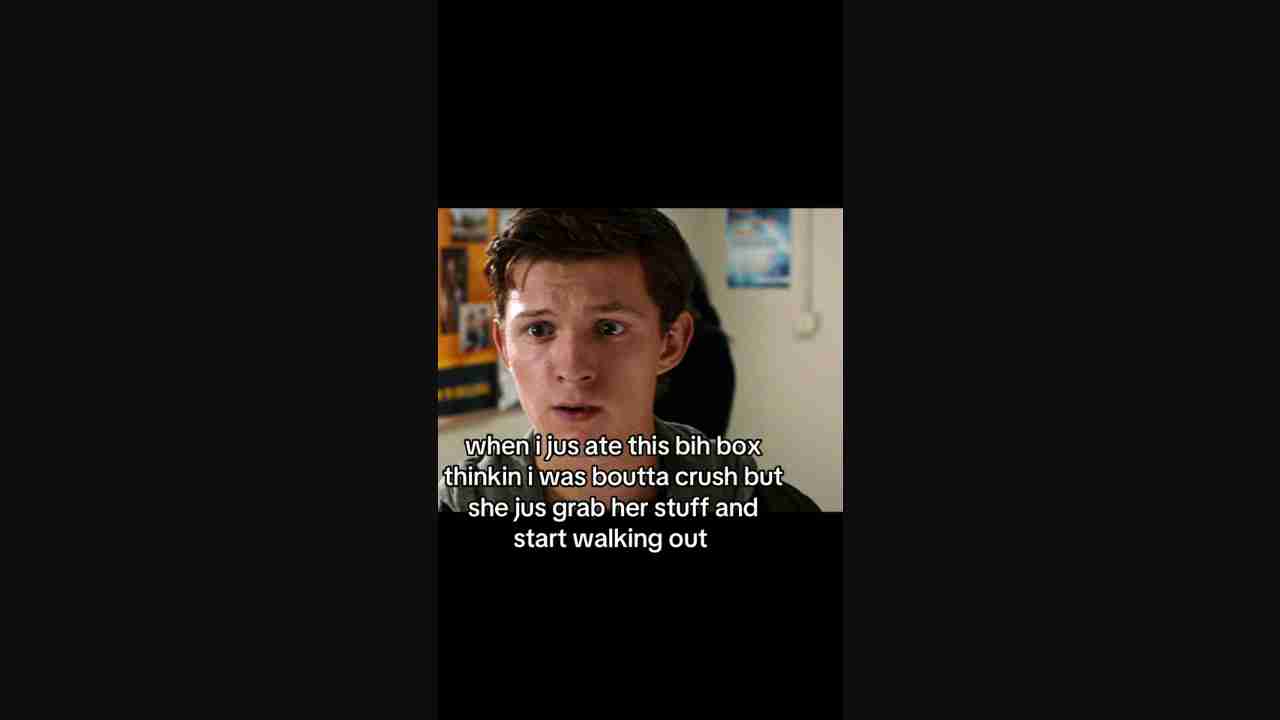 when i jus ate this bih box
thinkin i was boutta crush but
she jus grab her stuff and
start walking out